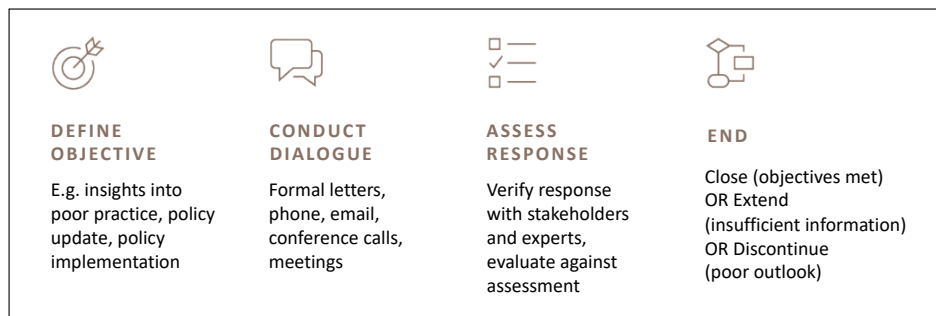 DEFINE
OBJECTIVE
E.g. insights into
poor practice, policy
update, policy
implementation
CONDUCT
DIALOGUE
Formal letters,
phone, email,
conference calls,
meetings
ASSESS
RESPONSE
Verify response
with stakeholders
and experts,
evaluate against
assessment
END
Close (objectives met)
OR Extend
(insufficient information)
OR Discontinue
(poor outlook)